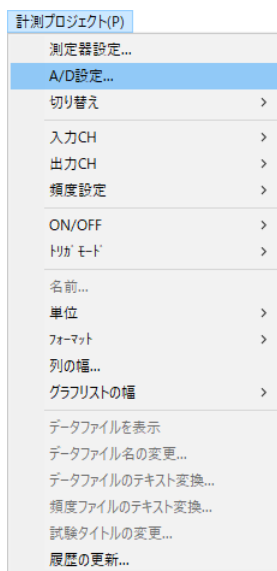 計測プロジェクト(P)
測定器設定...
A/D設定...
切り替え
入力CH
出力CH
頻度設定
ON/OFF
ﾄﾘｶﾞﾓｰﾄﾞ
名前...
単位
ﾌｫｰﾏｯﾄ
列の幅...
グラフリストの幅
データファイルを表示
データファイル名の変更...
データファイルのテキスト変換...
頻度ファイルのテキスト変換...
試験タイトルの変更...
履歴の更新...